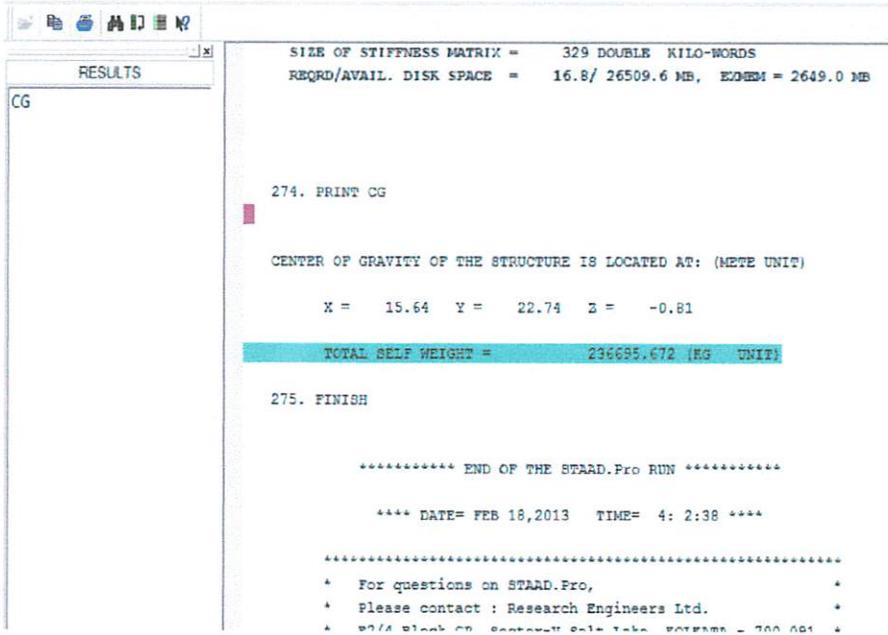 RESULTS
CG
SIZE OF STIFFNESS MATRIX = 329 DOUBLE KILO-WORDS
REQRD/AVAIL. DISK SPACE = 16.8/ 26509.6 MB, EXMEM = 2649.0 MB
274. PRINT CG
CENTER OF GRAVITY OF THE STRUCTURE IS LOCATED AT: (METE UNIT)
X = 15.64 Y = 22.74 Z = -0.81
TOTAL SELF WEIGHT = 236695.672 (KG UNIT)
275. FINISH
*********** END OF THE STAAD.Pro RUN ***********
**** DATE= FEB 18,2013 TIME= 4: 2:38 ****
************************************************************
* For questions on STAAD.Pro, *
* Please contact : Research Engineers Ltd. *